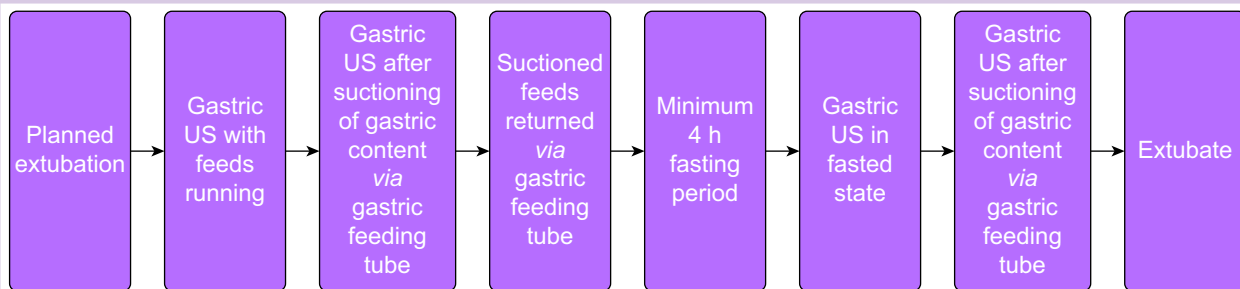 Planned
extubation
Gastric
US with
feeds
running
Gastric
US after
suctioning
of gastric
content
via
gastric
feeding
tube
Suctioned
feeds
returned
via
gastric
feeding
tube
Minimum
4 h
fasting
period
Gastric
US in
fasted
state
Gastric
US after
suctioning
of gastric
content
via
gastric
feeding
tube
Extubate